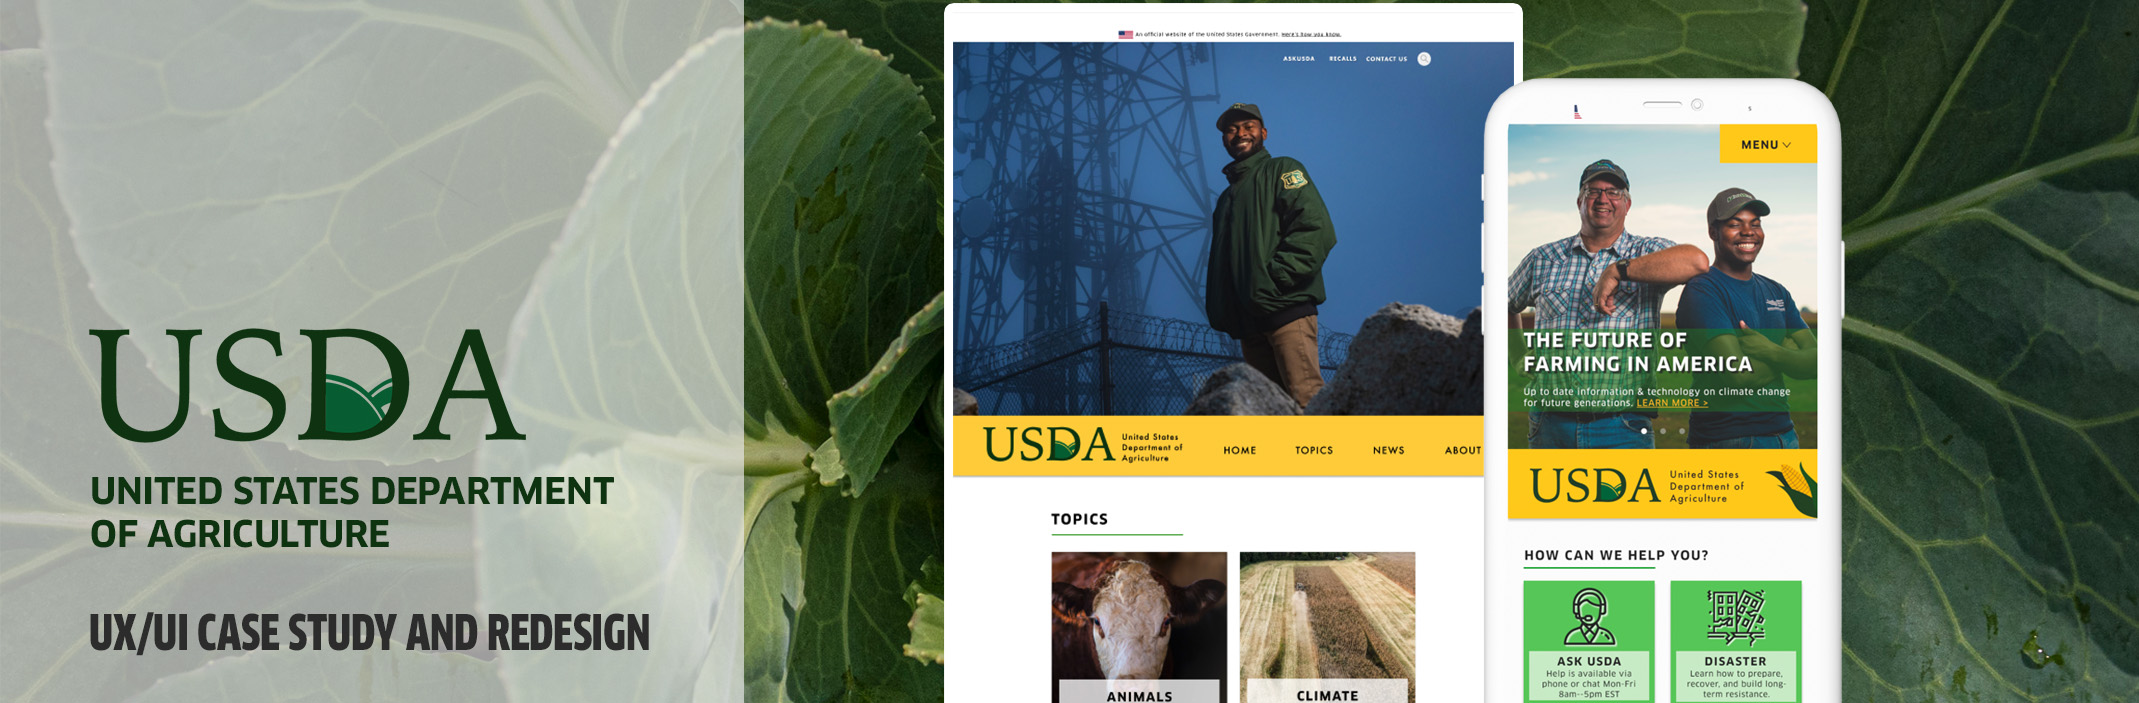 USDA
UNITED STATES DEPARTMENT
OF AGRICULTURE
UX/UI CASE STUDY AND REDESIGN
An official website of the United States Government. Here's how you know.
ASKUSDA RECALLS CONTACT US
USDA
United States
Department of
Agriculture
HOME TOPICS NEWS ABOUT
TOPICS
ANIMALS
CLIMATE
MENU
THE FUTURE OF
FARMING IN AMERICA
Up to date information & technology on climate change
for future generations. LEARN MORE >
USDA
United States
Department of
Agriculture
HOW CAN WE HELP YOU?
ASK USDA
Help is available via
phone or chat Mon-Fri
8am--5pm EST
DISASTER
Learn how to prepare,
recover, and build long-
term resistance.